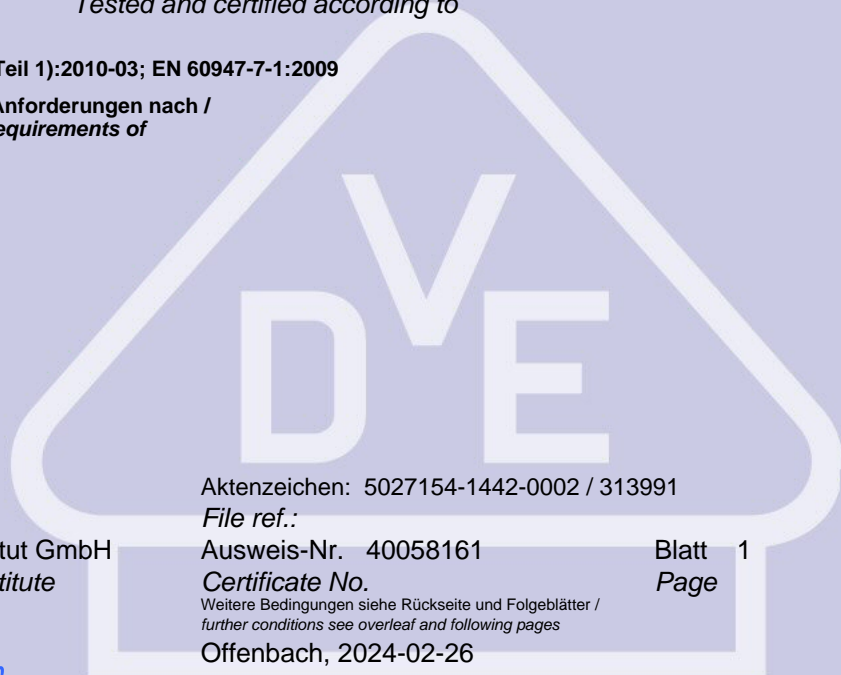 Tested and certified according to
Teil 1):2010-03; EN 60947-7-1:2009
Anforderungen nach /
equirements of
VDE
Aktenzeichen: 5027154-1442-0002 / 313991
File ref.:
tut GmbH Ausweis-Nr. 40058161 Blatt 1
titute Certificate No. Page
Weitere Bedingungen siehe Rückseite und Folgeblätter /
further conditions see overleaf and following pages
Offenbach, 2024-02-26